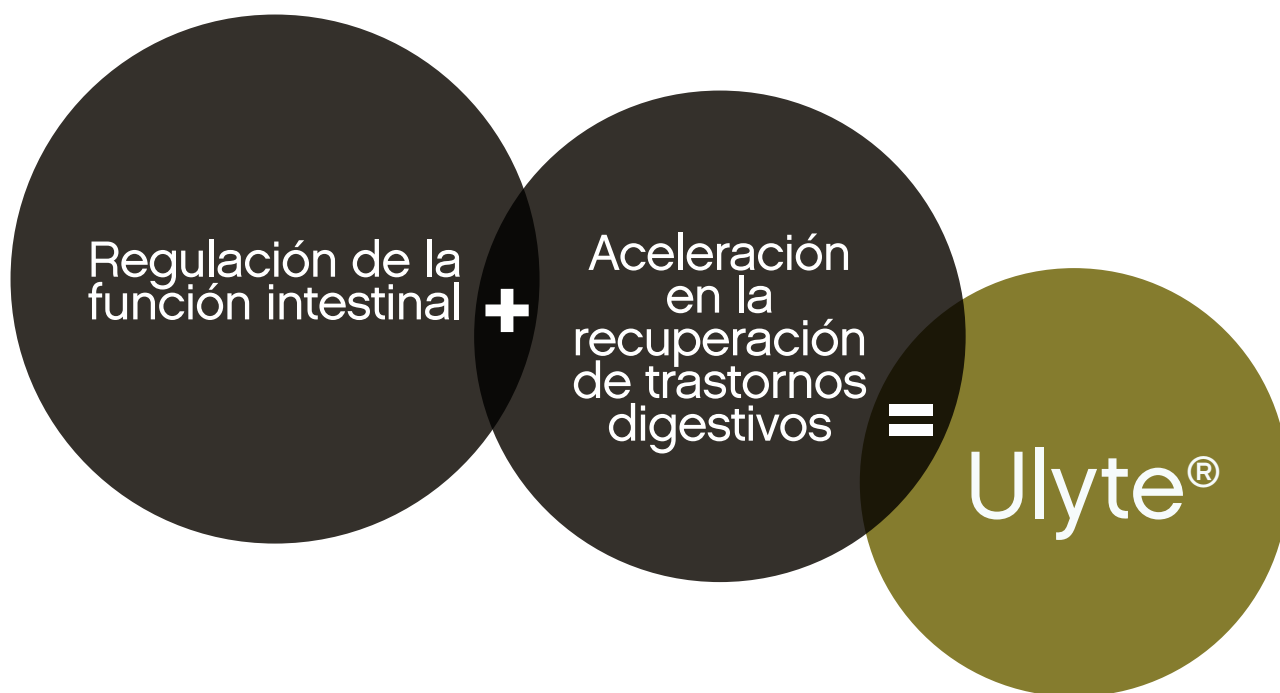 Regulación de la
función intestinal
+
Aceleración
en la
recuperación
de trastornos
digestivos
=
Ulyte®